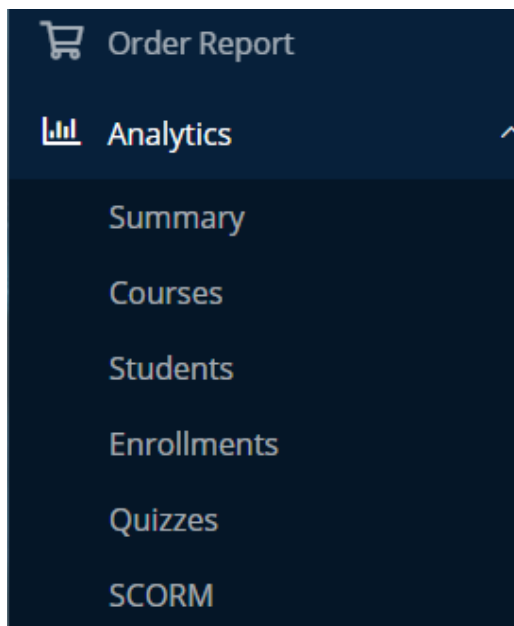 Order Report
Analytics
Summary
Courses
Students
Enrollments
Quizzes
SCORM